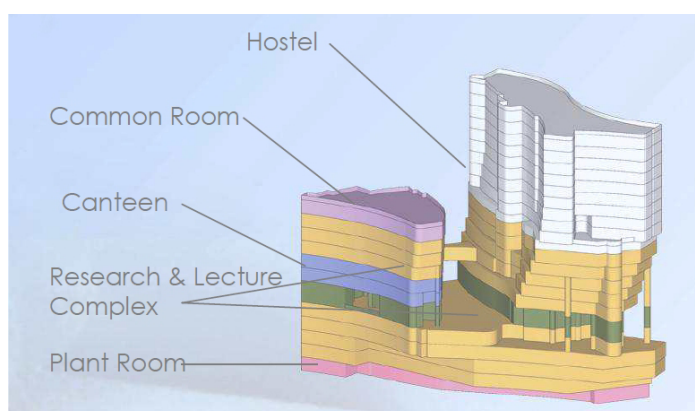 Hostel
Common Room
Canteen
Research & Lecture
Complex
Plant Room